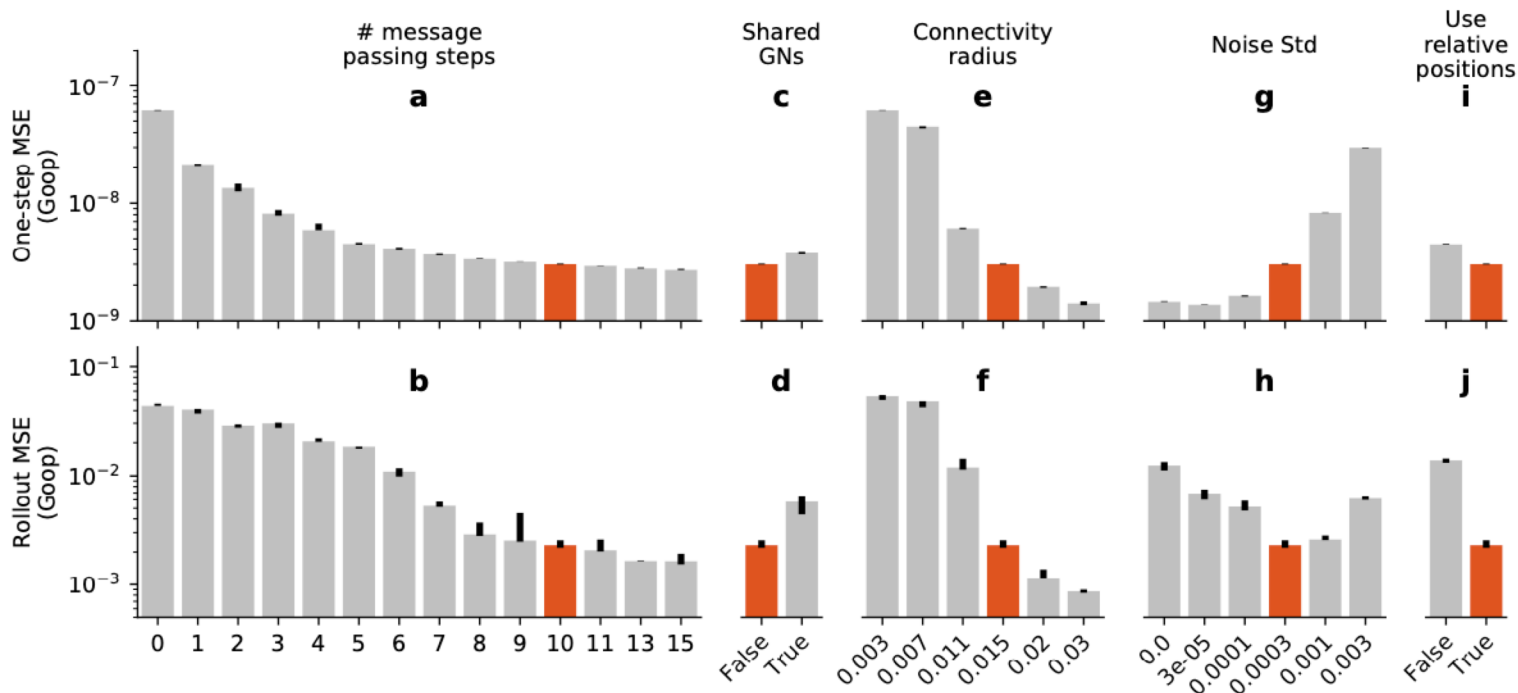 # message
passing steps
Shared
GNs
Connectivity
radius
Noise Std
Use
relative
positions
One-step MSE
(Goop)
10⁻⁷
10⁻⁸
10⁻⁹
a
c
e
g
i
Rollout MSE
(Goop)
10⁻¹
10⁻²
10⁻³
b
d
f
h
j
0 1 2 3 4 5 6 7 8 9 10 11 13 15
False True
0.003 0.007 0.011 0.015 0.02 0.03
0.0 3e-05 0.0001 0.0003 0.001 0.003
False True